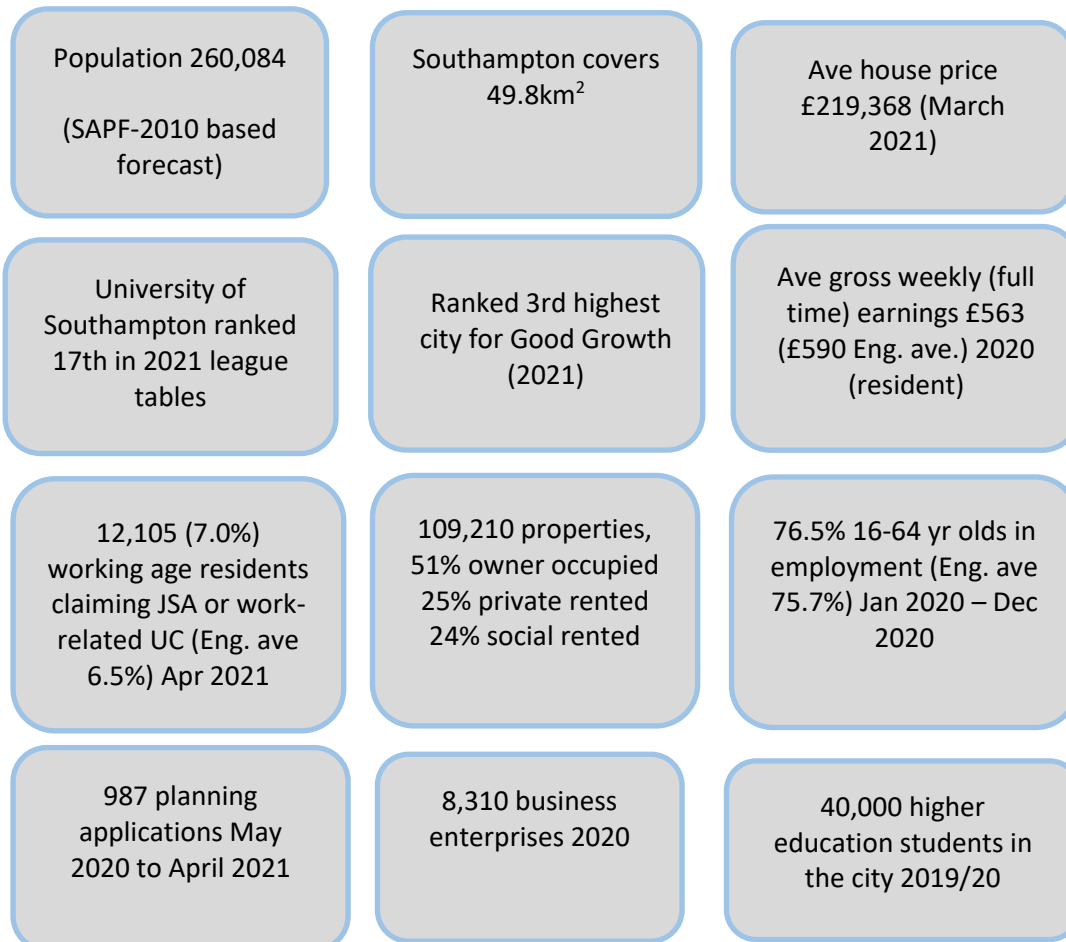 Population 260,084
(SAPF-2010 based
forecast)
Southampton covers
49.8km²
Ave house price
£219,368 (March
2021)
University of
Southampton ranked
17th in 2021 league
tables
Ranked 3rd highest
city for Good Growth
(2021)
Ave gross weekly (full
time) earnings £563
(£590 Eng. ave.) 2020
(resident)
12,105 (7.0%)
working age residents
claiming JSA or work-
related UC (Eng. ave
6.5%) Apr 2021
109,210 properties,
51% owner occupied
25% private rented
24% social rented
76.5% 16-64 yr olds in
employment (Eng. ave
75.7%) Jan 2020 – Dec
2020
987 planning
applications May
2020 to April 2021
8,310 business
enterprises 2020
40,000 higher
education students in
the city 2019/20